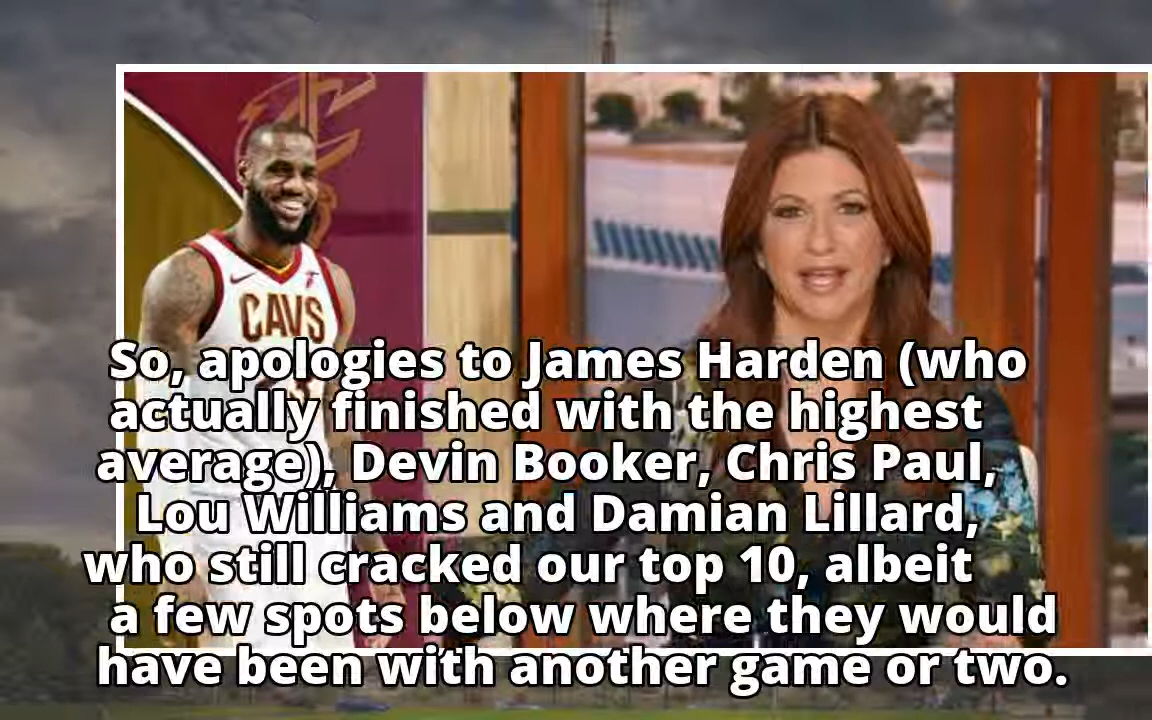 CAVS
So, apologies to James Harden (who
actually finished with the highest
average), Devin Booker, Chris Paul,
Lou Williams and Damian Lillard,
who still cracked our top 10, albeit
a few spots below where they would
have been with another game or two.